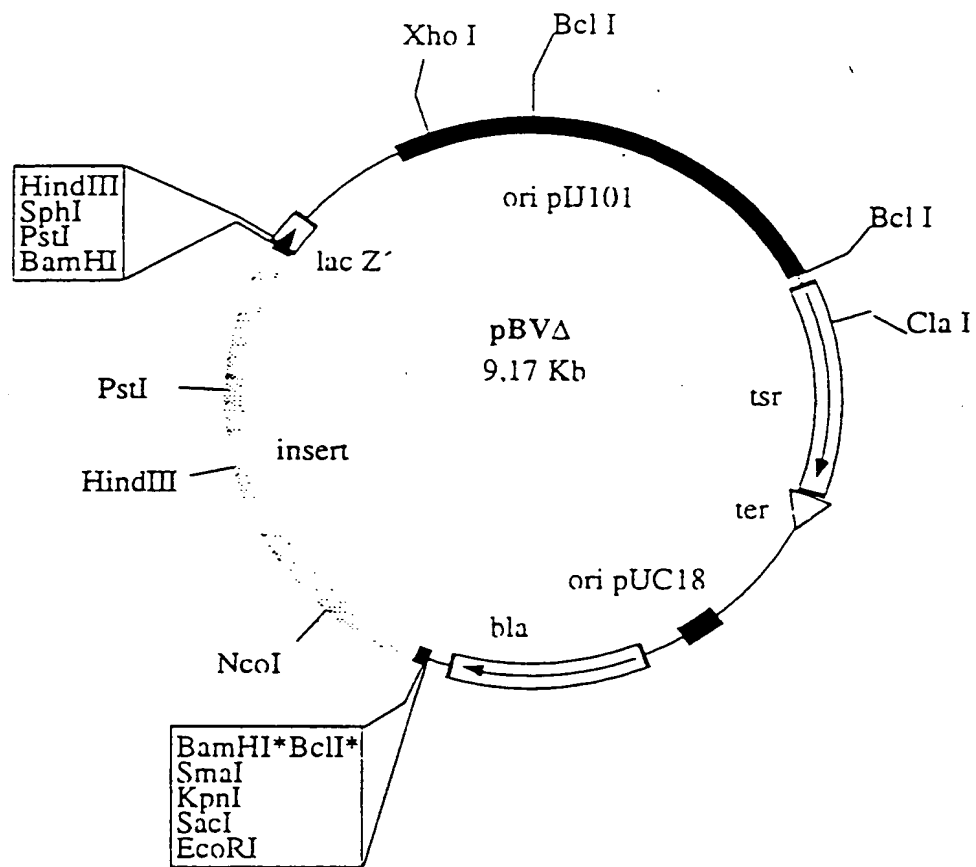 Xho I
Bcl I
HindIII
SphI
PstI
BamHI
ori pIJ101
Bcl I
lac Z´
Cla I
pBVΔ
9.17 Kb
PstI
tsr
insert
HindIII
ter
ori pUC18
bla
NcoI
BamHI*BclI*
SmaI
KpnI
SacI
EcoRI